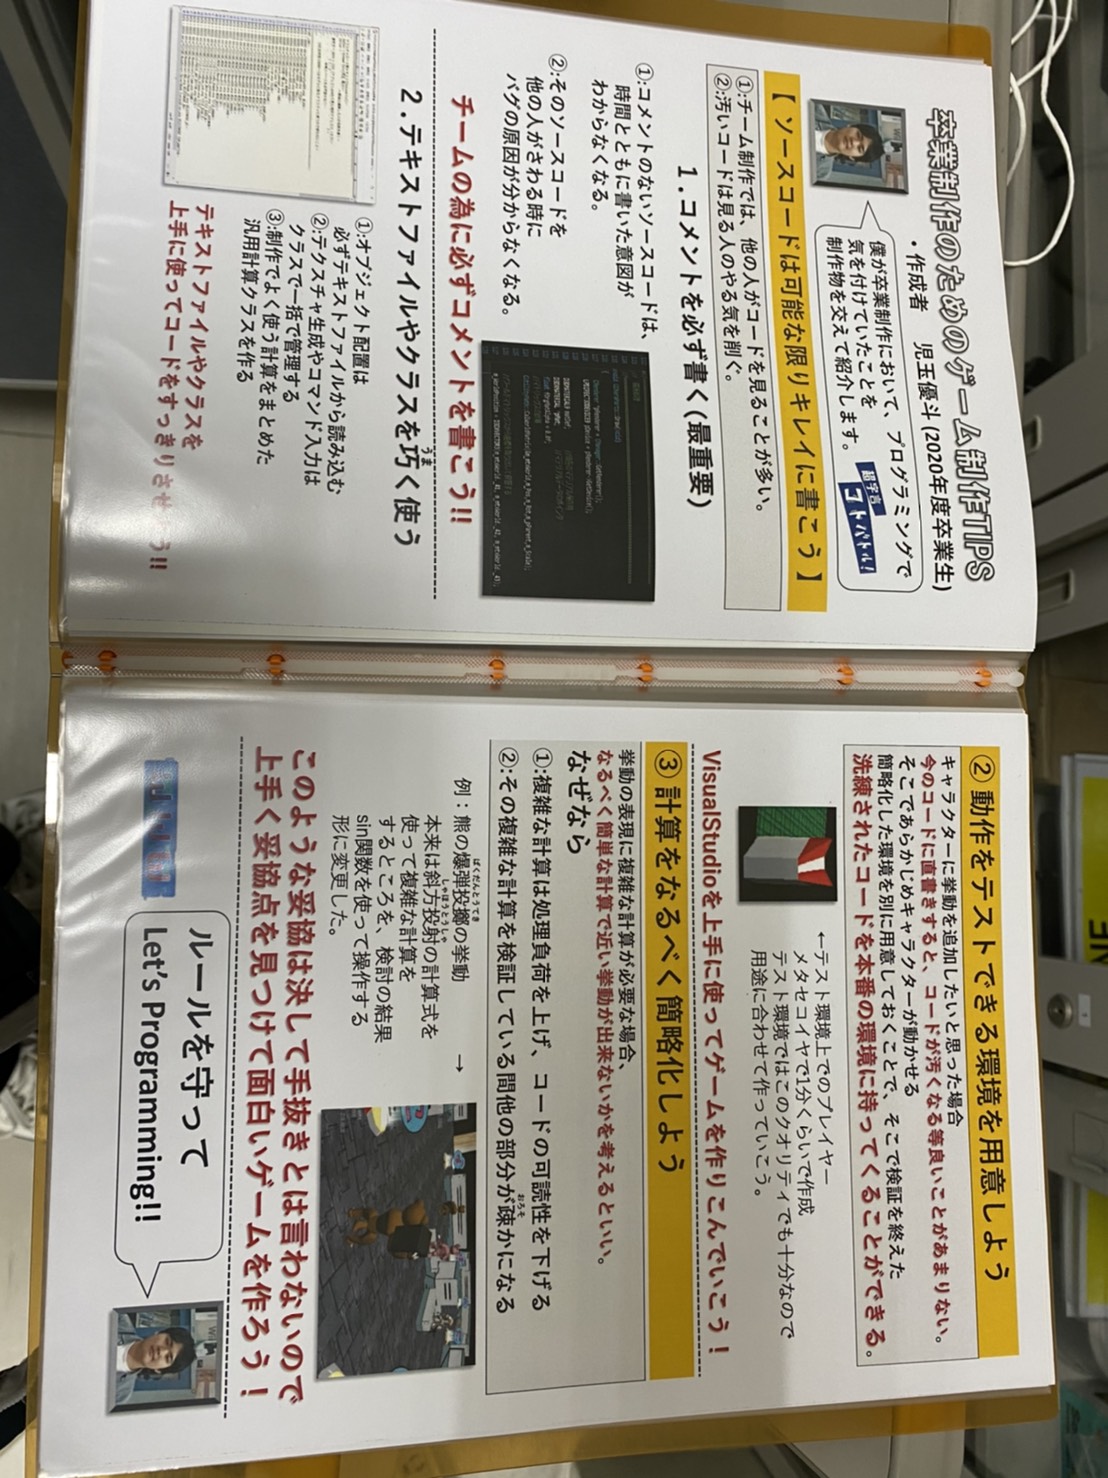 卒業制作のためのゲーム制作TIPS
・作成者 児玉優斗(2020年度卒業生)
僕が卒業制作において、プログラミングで
気を付けていたことを
制作物を交えて紹介します。
超字言
コトバトル!
【ソースコードは可能な限りキレイに書こう】
①:チーム制作では、他の人がコードを見ることが多い。
②:汚いコードは見る人のやる気を削ぐ。
1.コメントを必ず書く(最重要)
①:コメントのないソースコードは、
時間とともに書いた意図が
わからなくなる。
②:そのソースコードを
他の人がさわる時に
バグの原因が分からなくなる。
チームの為に必ずコメントを書こう!!
2.テキストファイルやクラスを巧く使う
うま
①:オブジェクト配置は
必ずテキストファイルから読み込む
②:テクスチャ生成やコマンド入力は
クラスで一括で管理する
③:制作でよく使う計算をまとめた
汎用計算クラスを作る
テキストファイルやクラスを
上手に使ってコードをすっきりさせ う!!
② 動作をテストできる環境を用意しよう
キャラクターに挙動を追加したいと思った場合
今のコードに直書きすると、コードが汚くなる等良いことがあまりない。
そこであらかじめキャラクターが動かせる
簡略化した環境を別に用意しておくことで、そこで検証を終えた
洗練されたコードを本番の環境に持ってくることができる。
←テスト環境上でのプレイヤー
メタセコイヤで1分くらいで作成
テスト環境ではこのクオリティでも十分なので
用途に合わせて作っていこう。
VisualStudioを上手に使ってゲームを作りこんでいこう!
③ 計算をなるべく簡略化しよう
挙動の表現に複雑な計算が必要な場合、
なるべく簡単な計算で近い挙動が出来ないかを考えるといい。
なぜなら
①:複雑な計算は処理負荷を上げ、コードの可読性を下げる
②:その複雑な計算を検証している間他の部分が疎かになる
おろそ
例:熊の爆弾投擲の挙動 →
ばくだんとうてき
本来は斜方投射の計算式を
しゃほうとうしゃ
使って複雑な計算を
するところを、検討の結果
sin関数を使って操作する
形に変更した。
このような妥協は決して手抜きとは言わないので
上手く妥協点を見つけて面白いゲームを作ろう!
ルールを守って
Let's Programming!!